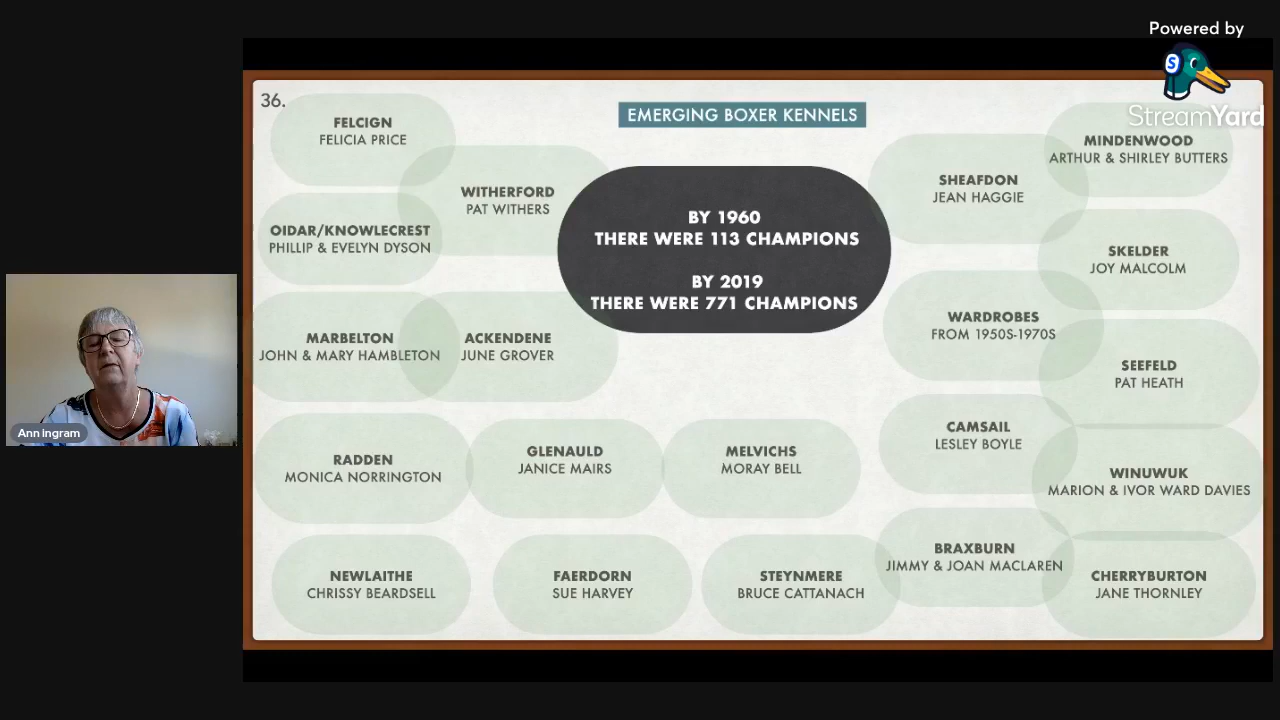 Powered by
S
StreamYard
36.
EMERGING BOXER KENNELS
FELCIGN
FELICIA PRICE
WITHERFORD
PAT WITHERS
OIDAR/KNOWLECREST
PHILLIP & EVELYN DYSON
MARBELTON
JOHN & MARY HAMBLETON
ACKENDENE
JUNE GROVER
BY 1960
THERE WERE 113 CHAMPIONS
BY 2019
THERE WERE 771 CHAMPIONS
SHEAFDON
JEAN HAGGIE
MINDENWOOD
ARTHUR & SHIRLEY BUTTERS
SKELDER
JOY MALCOLM
WARDROBES
FROM 1950S-1970S
SEEFELD
PAT HEATH
CAMSAIL
LESLEY BOYLE
WINUWUK
MARION & IVOR WARD DAVIES
RADDEN
MONICA NORRINGTON
GLENAULD
JANICE MAIRS
MELVICHS
MORAY BELL
NEWLAITHE
CHRISSY BEARDSELL
FAERDORN
SUE HARVEY
STEYNMERE
BRUCE CATTANACH
BRAXBURN
JIMMY & JOAN MACLAREN
CHERRYBURTON
JANE THORNLEY
Ann Ingram